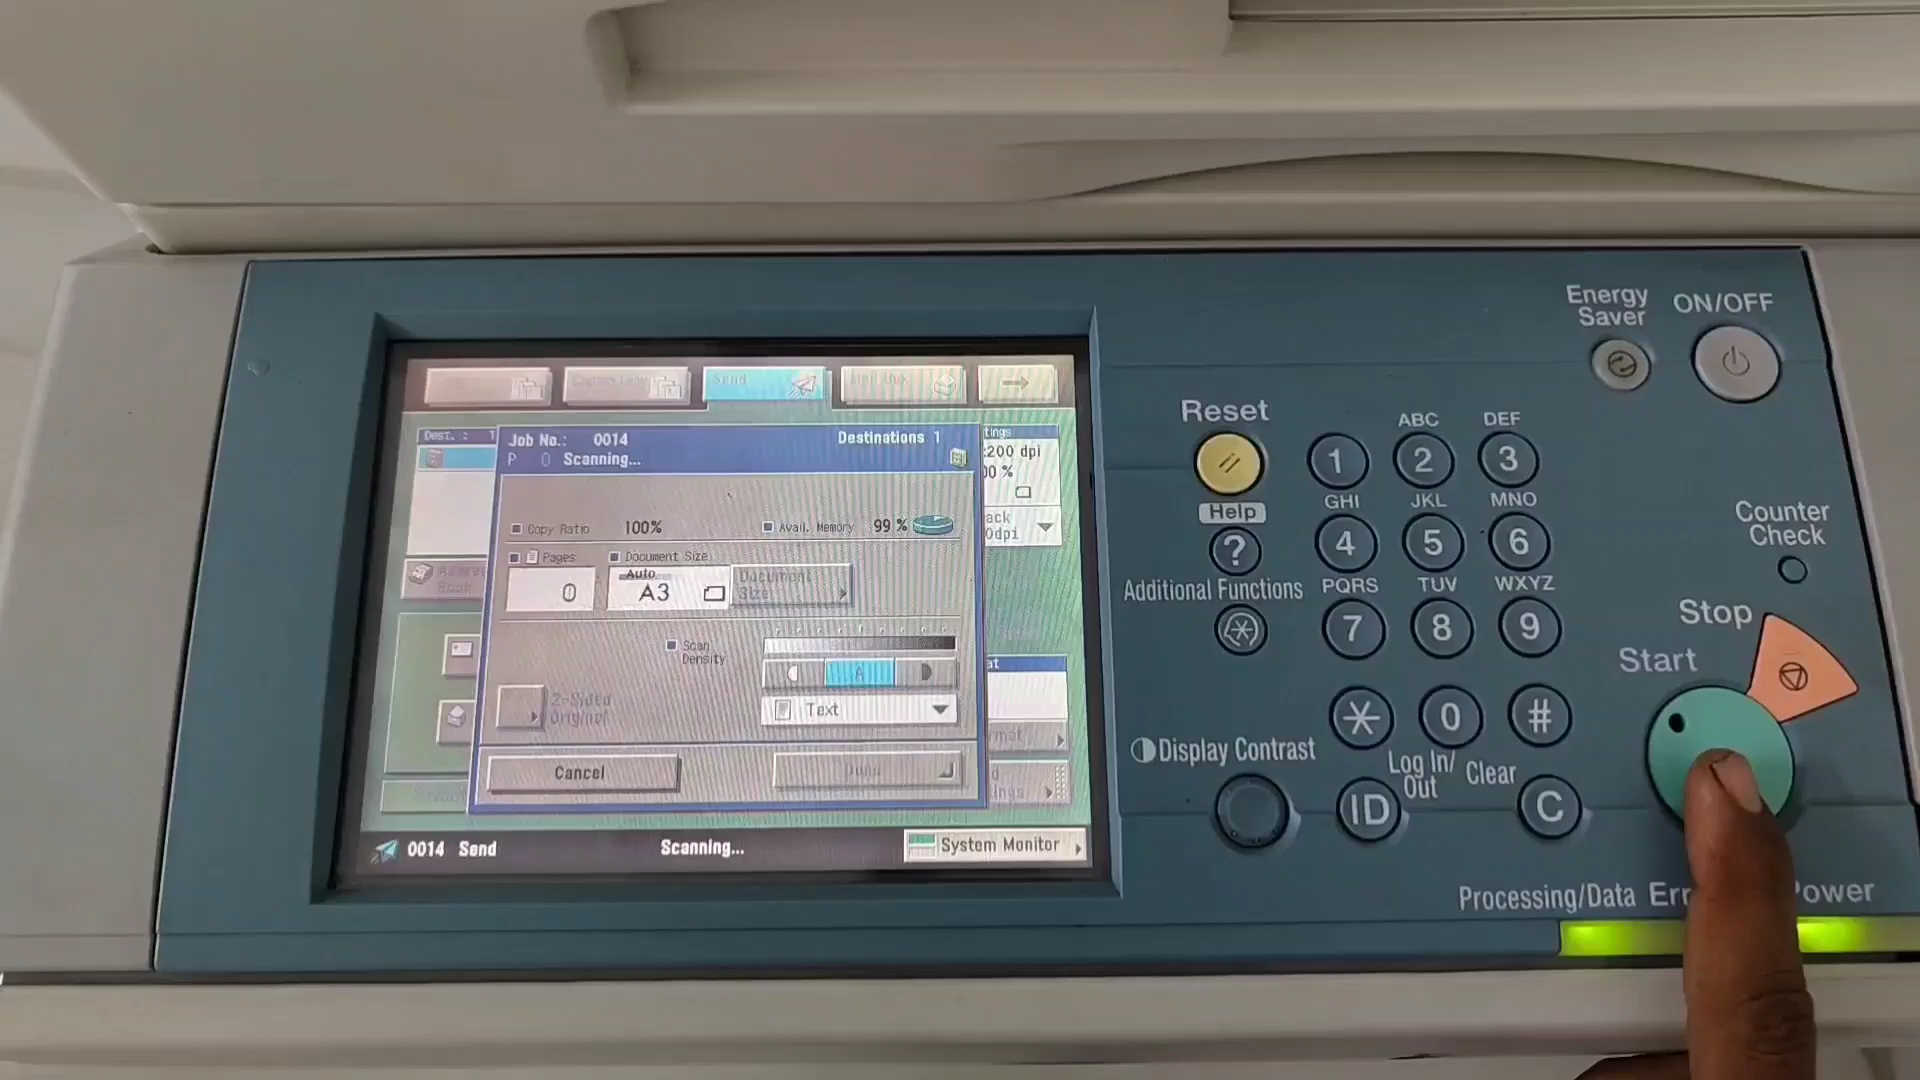 Send
Dest. : 1
Job No.: 0014 Destinations 1
P 0 Scanning...
:200 dpi
00 %
Copy Ratio 100% Avail. Memory 99 %
Pages Document Size
0 Auto
A3
Document
Size
Scan
Density
A
2-Sided
Original
Text
Cancel Done
0014 Send Scanning... System Monitor
Energy
Saver
ON/OFF
Reset
Help
?
Additional Functions
Display Contrast
1
ABC
2
DEF
3
GHI
4
JKL
5
MNO
6
PQRS
7
TUV
8
WXYZ
9
0
#
ID
Log In/
Out
Clear
C
Counter
Check
Stop
Start
Processing/Data Err Power